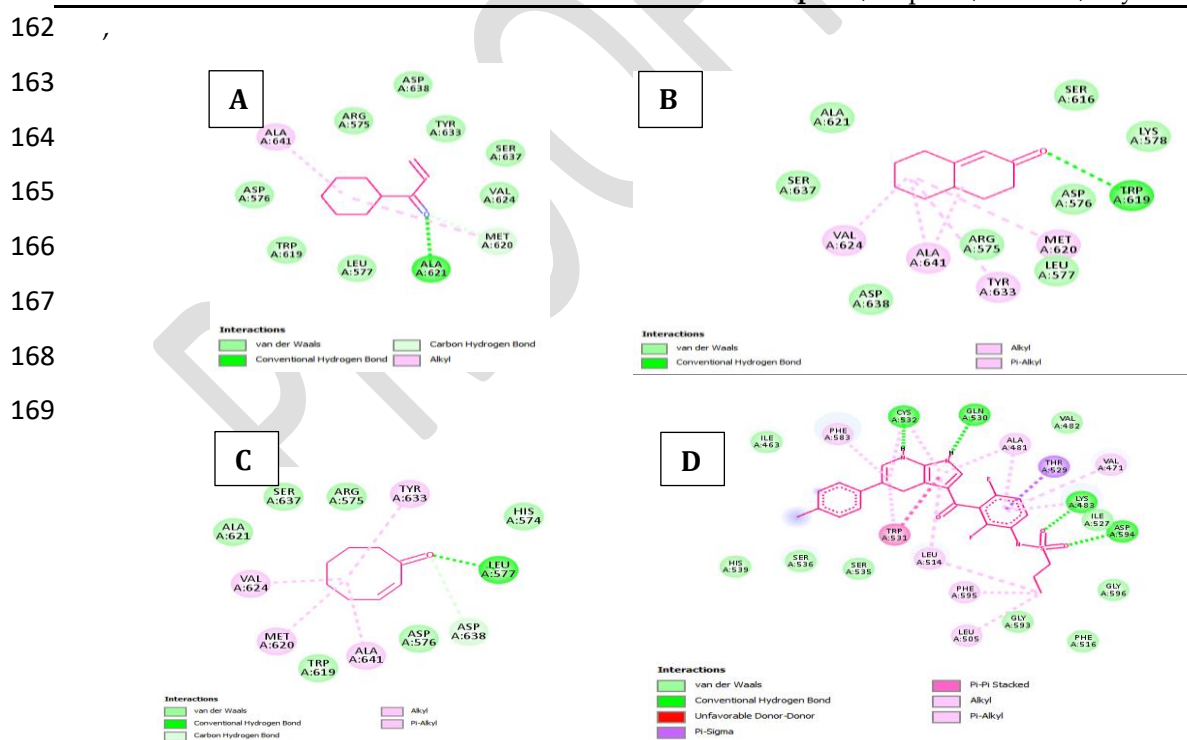 162 ,
163
164
165
166
167
168
169
A
ASP A:638
ARG A:575
TYR A:633
ALA A:641
SER A:637
ASP A:576
VAL A:624
MET A:620
TRP A:619
LEU A:577
ALA A:621
Interactions
van der Waals
Conventional Hydrogen Bond
Carbon Hydrogen Bond
Alkyl
B
SER A:616
ALA A:621
LYS A:578
SER A:637
ASP A:576
TRP A:619
VAL A:624
ARG A:575
MET A:620
ALA A:641
LEU A:577
TYR A:633
ASP A:638
Interactions
van der Waals
Conventional Hydrogen Bond
Alkyl
Pi-Alkyl
C
SER A:637
ARG A:575
TYR A:633
HIS A:574
ALA A:621
LEU A:577
VAL A:624
MET A:620
ASP A:576
ASP A:638
TRP A:619
ALA A:641
Interactions
van der Waals
Conventional Hydrogen Bond
Carbon Hydrogen Bond
Alkyl
Pi-Alkyl
D
CYS A:532
GLN A:530
VAL A:482
ILE A:463
PHE A:583
ALA A:481
THR A:529
VAL A:471
LYS A:483
ILE A:527
ASP A:594
TRP A:531
HIS A:539
SER A:536
SER A:535
LEU A:514
PHE A:595
GLY A:596
LEU A:505
GLY A:593
PHE A:516
Interactions
van der Waals
Conventional Hydrogen Bond
Unfavorable Donor-Donor
Pi-Sigma
Pi-Pi Stacked
Alkyl
Pi-Alkyl